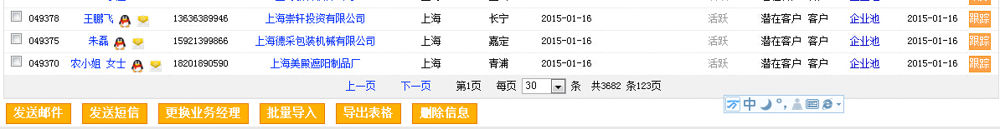 049378 王鹏飞 13636389946 上海崇轩投资有限公司 上海 长宁 2015-01-16 活跃 潜在客户 客户 企业池 2015-01-16 跟踪
049375 朱磊 15921399866 上海德采包装机械有限公司 上海 嘉定 2015-01-16 活跃 潜在客户 客户 企业池 2015-01-16 跟踪
049370 农小姐 女士 18201890590 上海美殿遮阳制品厂 上海 青浦 2015-01-16 活跃 潜在客户 客户 企业池 2015-01-16 跟踪
上一页 下一页 第1页 每页 30 条 共3682 条123页
发送邮件 发送短信 更换业务经理 批量导入 导出表格 删除信息 中